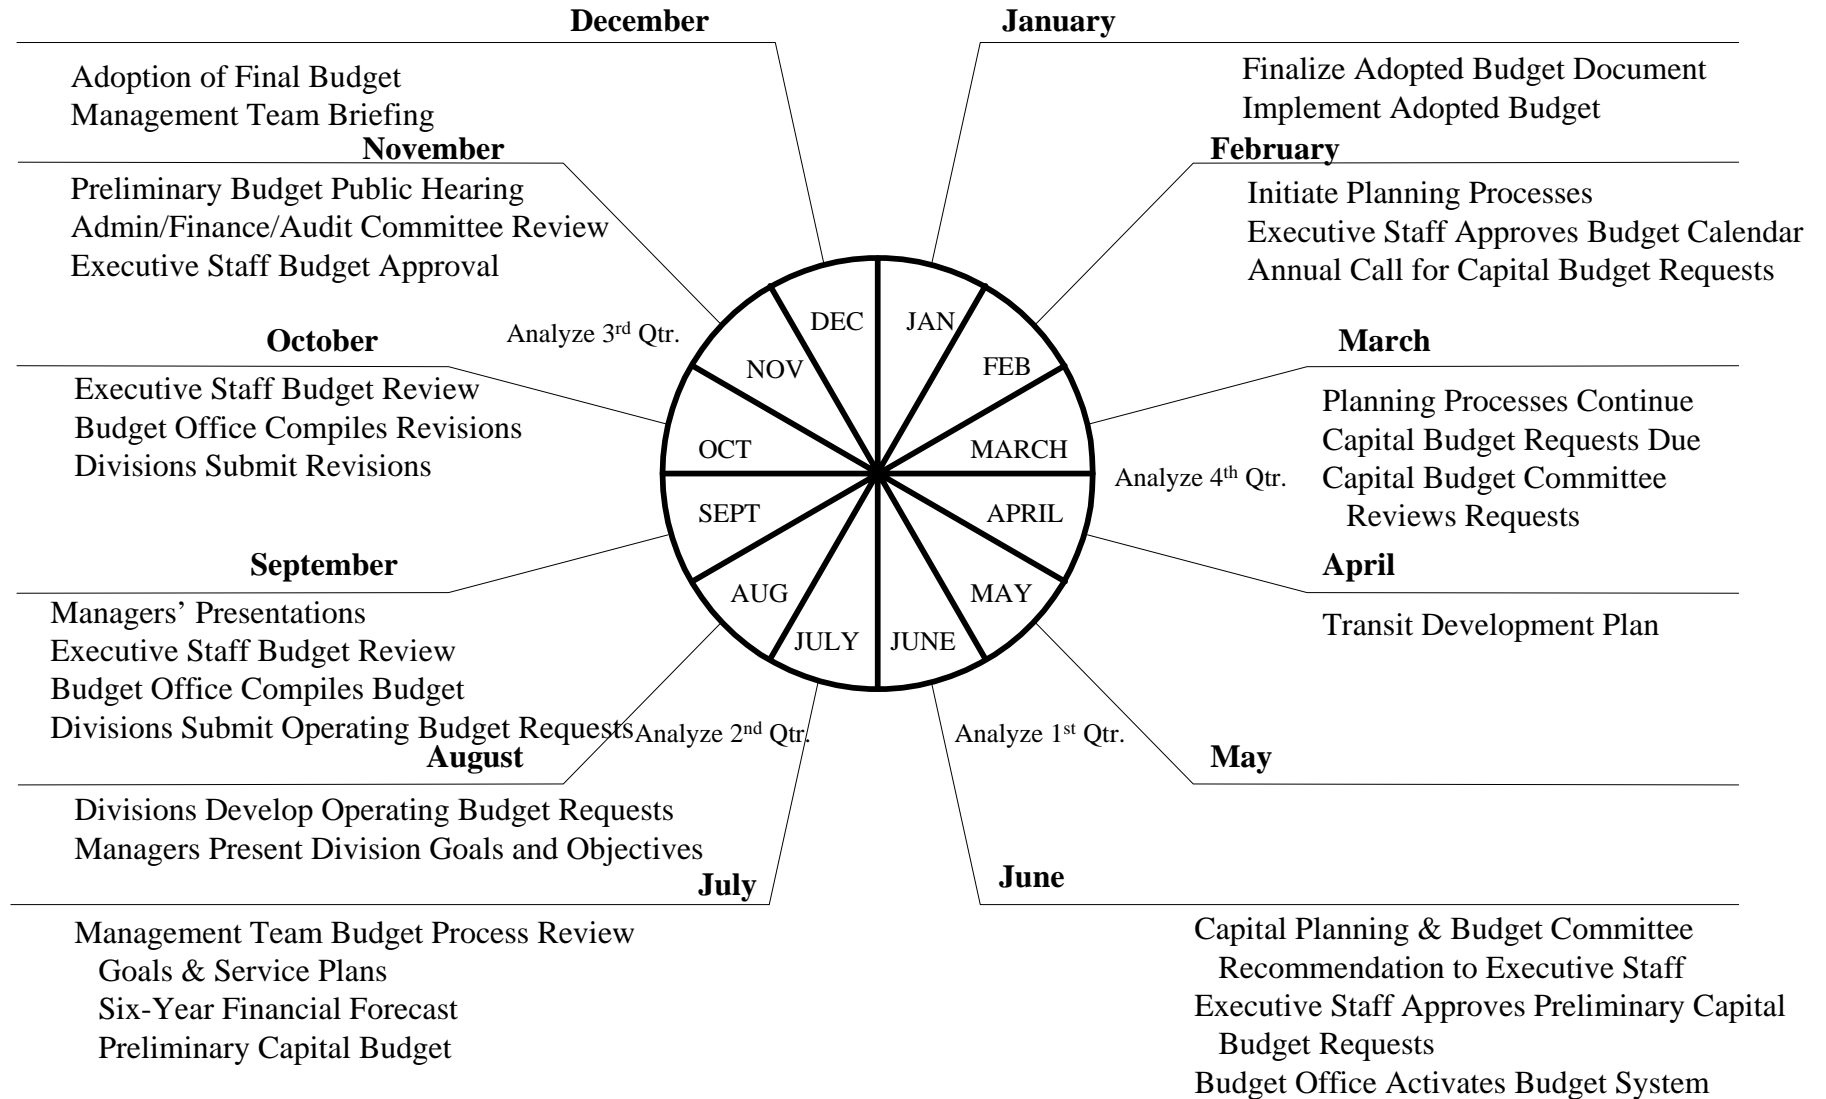 December
Adoption of Final Budget
Management Team Briefing
January
Finalize Adopted Budget Document
Implement Adopted Budget
November
Preliminary Budget Public Hearing
Admin/Finance/Audit Committee Review
Executive Staff Budget Approval
February
Initiate Planning Processes
Executive Staff Approves Budget Calendar
Annual Call for Capital Budget Requests
Analyze 3rd Qtr.
October
Executive Staff Budget Review
Budget Office Compiles Revisions
Divisions Submit Revisions
March
Planning Processes Continue
Capital Budget Requests Due
Capital Budget Committee
Reviews Requests
Analyze 4th Qtr.
DEC
JAN
NOV
FEB
OCT
MARCH
SEPT
APRIL
AUG
MAY
JULY
JUNE
September
Managers’ Presentations
Executive Staff Budget Review
Budget Office Compiles Budget
Divisions Submit Operating Budget Requests
April
Transit Development Plan
Analyze 2nd Qtr.
Analyze 1st Qtr.
August
Divisions Develop Operating Budget Requests
Managers Present Division Goals and Objectives
May
July
Management Team Budget Process Review
Goals & Service Plans
Six-Year Financial Forecast
Preliminary Capital Budget
June
Capital Planning & Budget Committee
Recommendation to Executive Staff
Executive Staff Approves Preliminary Capital
Budget Requests
Budget Office Activates Budget System